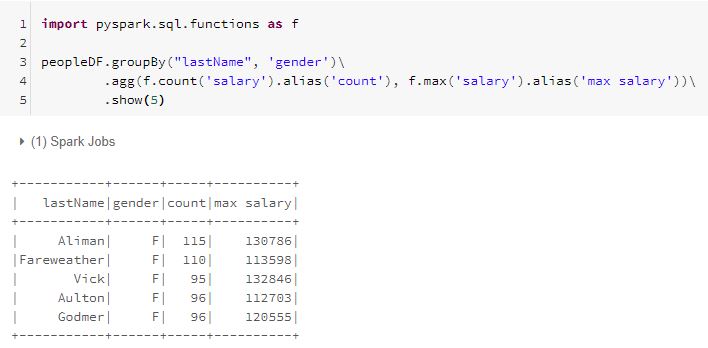 1 import pyspark.sql.functions as f
2
3 peopleDF.groupBy("lastName", 'gender')\
4         .agg(f.count('salary').alias('count'), f.max('salary').alias('max salary'))\
5         .show(5)
(1) Spark Jobs
+-----------+------+-----+----------+
|   lastName|gender|count|max salary|
+-----------+------+-----+----------+
|     Aliman|     F|  115|    130786|
|Fareweather|     F|  110|    113598|
|       Vick|     F|   95|    132846|
|     Aulton|     F|   96|    112703|
|     Godmer|     F|   96|    120555|
+-----------+------+-----+----------+